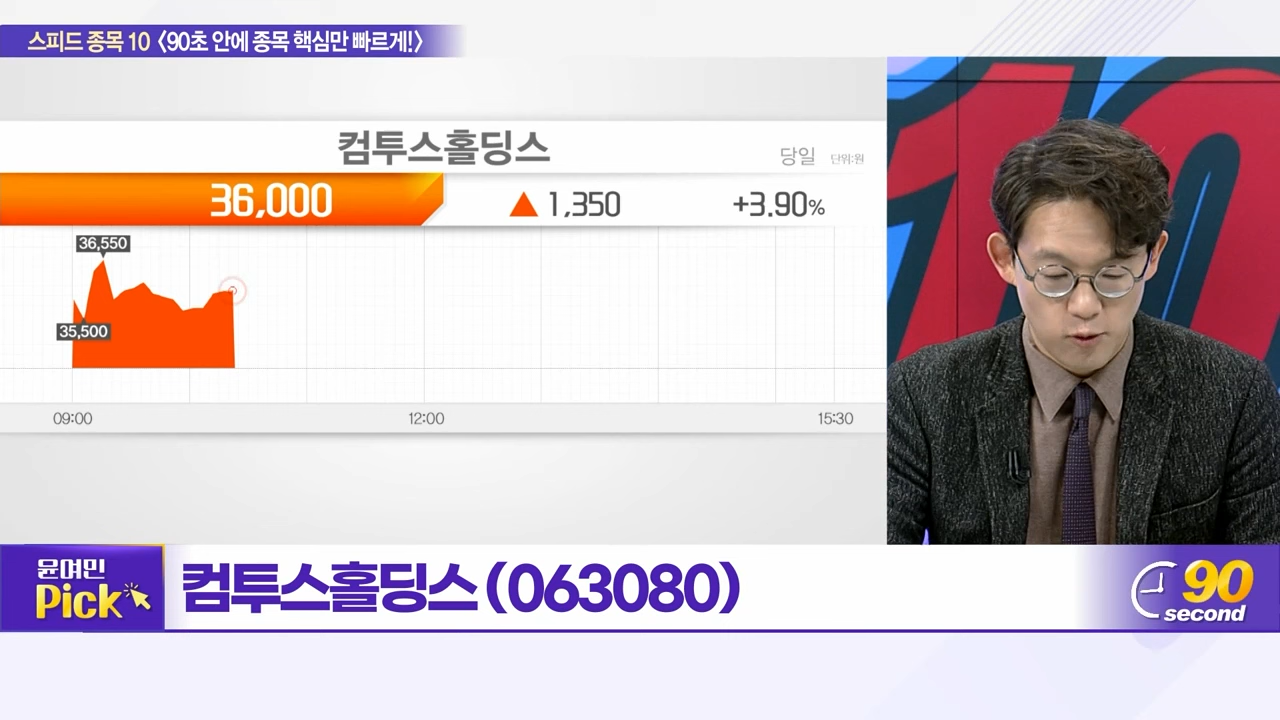 스피드 종목 10 〈90초 안에 종목 핵심만 빠르게!〉
컴투스홀딩스
당일 단위:원
36,000 ▲ 1,350 +3.90%
36,550
35,500
09:00 12:00 15:30
10
윤여민
Pick
컴투스홀딩스(063080)
90
second